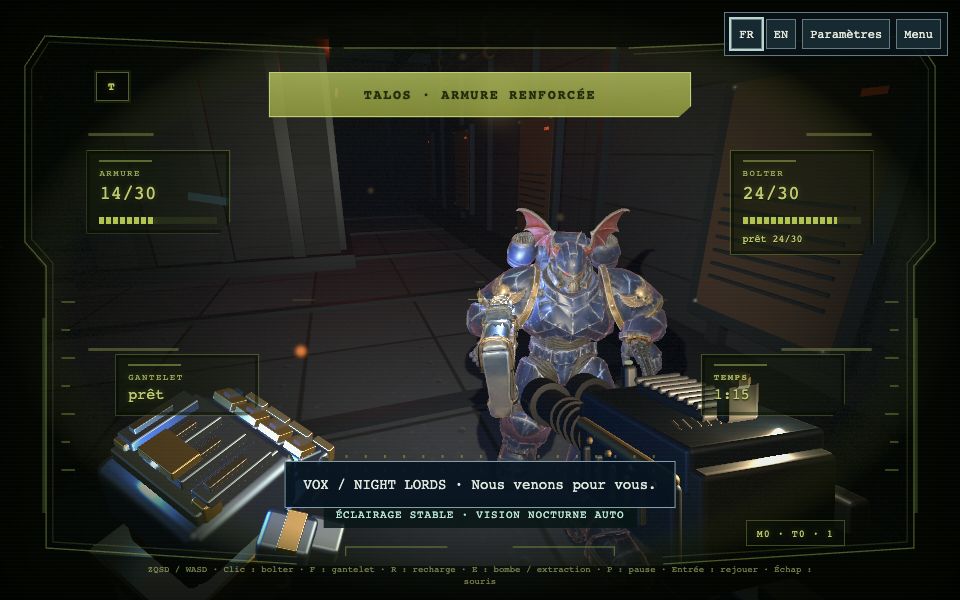 FR EN Paramètres Menu
T
TALOS · ARMURE RENFORCÉE
ARMURE
14/30
BOLTER
24/30
prêt 24/30
GANTELET
prêt
TEMPS
1:15
VOX / NIGHT LORDS · Nous venons pour vous.
ÉCLAIRAGE STABLE · VISION NOCTURNE AUTO
M0 · T0 · 1
ZQSD / WASD · Clic : bolter · F : gantelet · R : recharge · E : bombe / extraction · P : pause · Entrée : rejouer · Échap :
souris